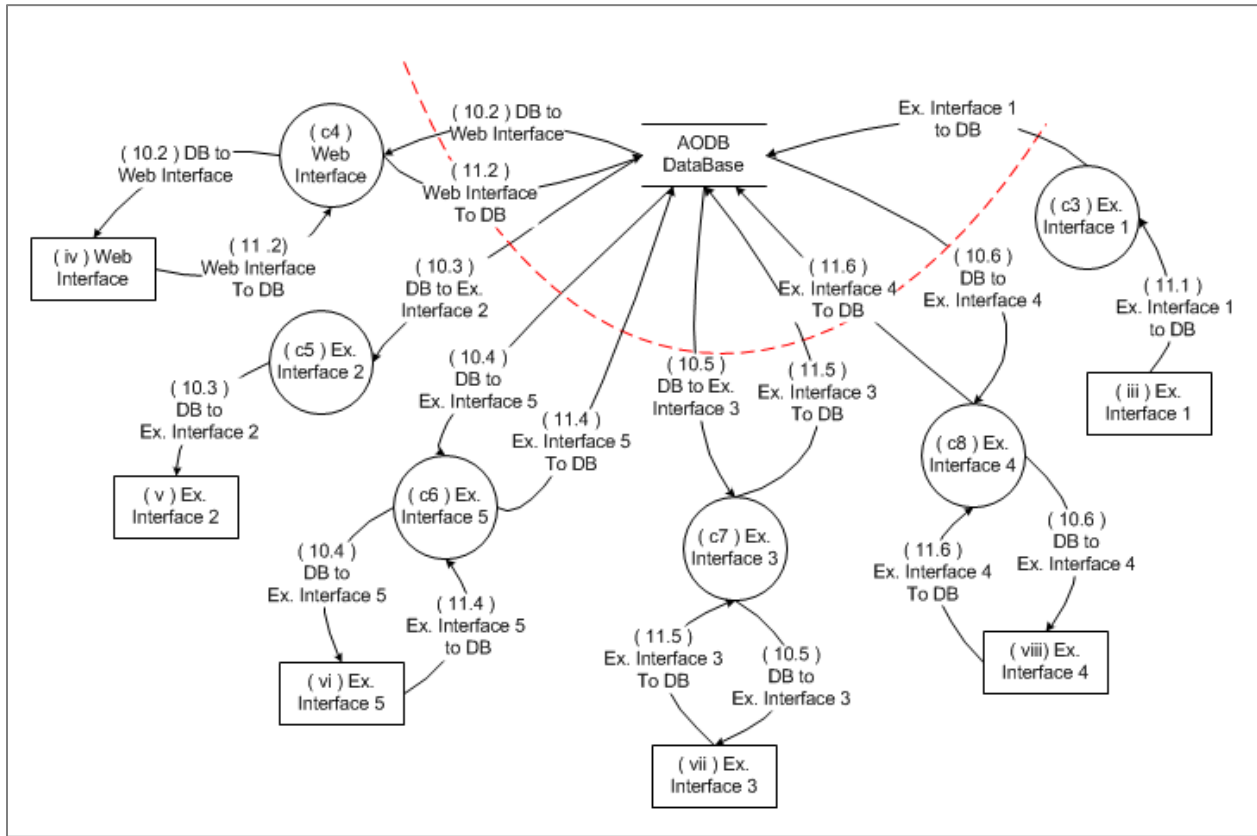 ( 10.2 ) DB to
Web Interface
( c4 )
Web
Interface
( 10.2 ) DB to
Web Interface
( 11.2 )
Web Interface
To DB
( iv ) Web
Interface
( 11 .2)
Web Interface
To DB
AODB
DataBase
Ex. Interface 1
to DB
( c3 ) Ex.
Interface 1
( 11.1 )
Ex. Interface 1
to DB
( iii ) Ex.
Interface 1
( 10.3 )
DB to Ex.
Interface 2
( c5 ) Ex.
Interface 2
( 10.3 )
DB to
Ex. Interface 2
( v ) Ex.
Interface 2
( 10.4 )
DB to
Ex. Interface 5
( 11.4 )
Ex. Interface 5
To DB
( c6 ) Ex.
Interface 5
( 10.4 )
DB to
Ex. Interface 5
( 11.4 )
Ex. Interface 5
to DB
( vi ) Ex.
Interface 5
( 10.5 )
DB to Ex.
Interface 3
( 11.5 )
Ex. Interface 3
To DB
( c7 ) Ex.
Interface 3
( 11.5 )
Ex. Interface 3
To DB
( 10.5 )
DB to
Ex. Interface 3
( vii ) Ex.
Interface 3
( 11.6 )
Ex. Interface 4
To DB
( 10.6 )
DB to
Ex. Interface 4
( c8 ) Ex.
Interface 4
( 11.6 )
Ex. Interface 4
To DB
( 10.6 )
DB to
Ex. Interface 4
( viii) Ex.
Interface 4